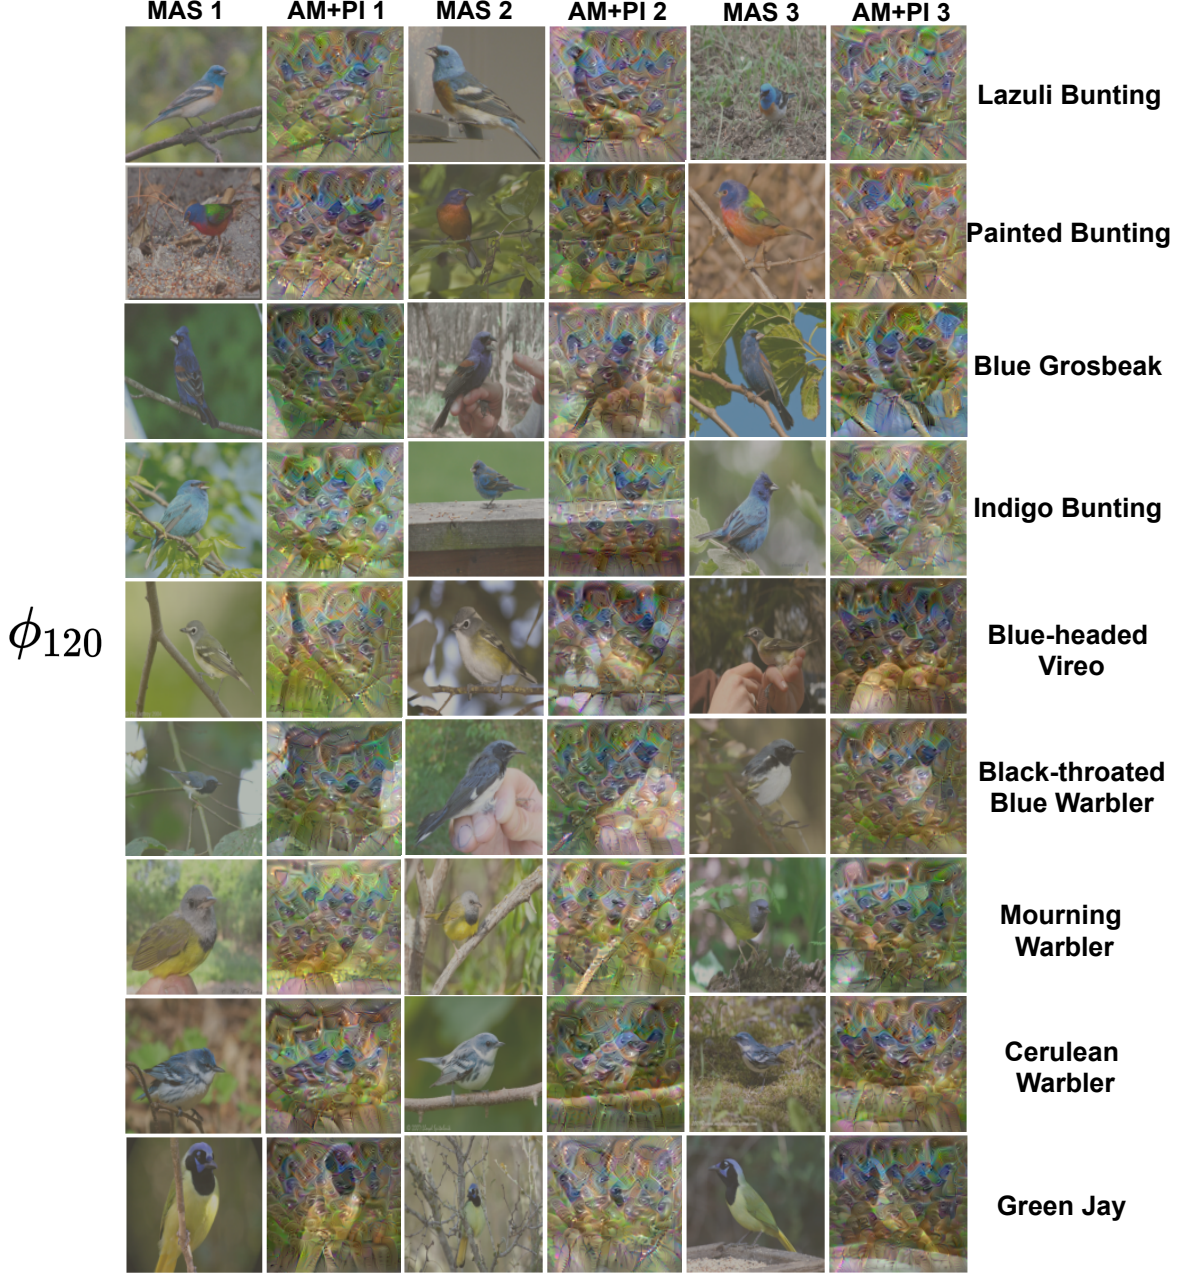 MAS 1 AM+PI 1 MAS 2 AM+PI 2 MAS 3 AM+PI 3
Lazuli Bunting
Painted Bunting
Blue Grosbeak
Indigo Bunting
ϕ120
Blue-headed
Vireo
Black-throated
Blue Warbler
Mourning
Warbler
Cerulean
Warbler
Green Jay